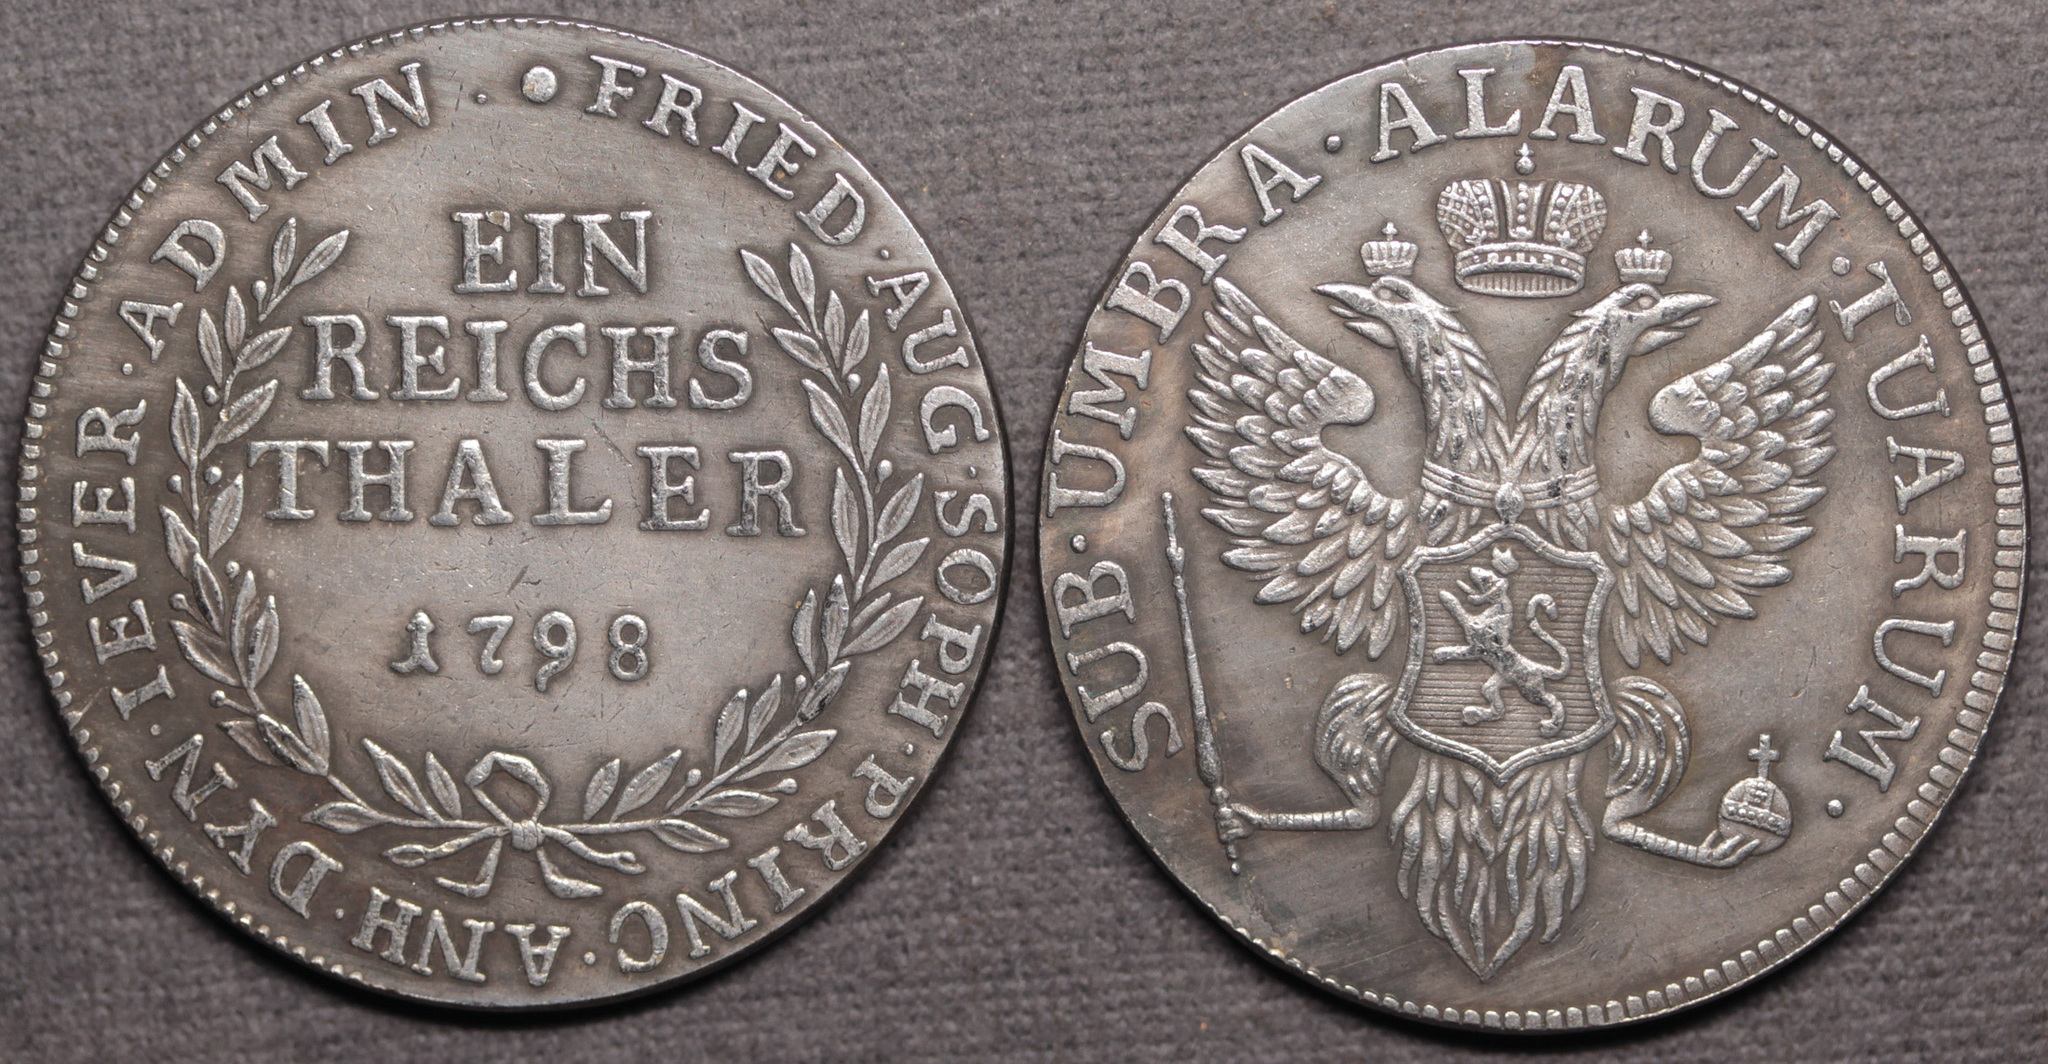 FRIED · AUG · SOPH · PRINC · ANH · DYN · IEVER · ADMIN ·
EIN
REICHS
THALER
1798
SUB · UMBRA · ALARUM · TUARUM ·